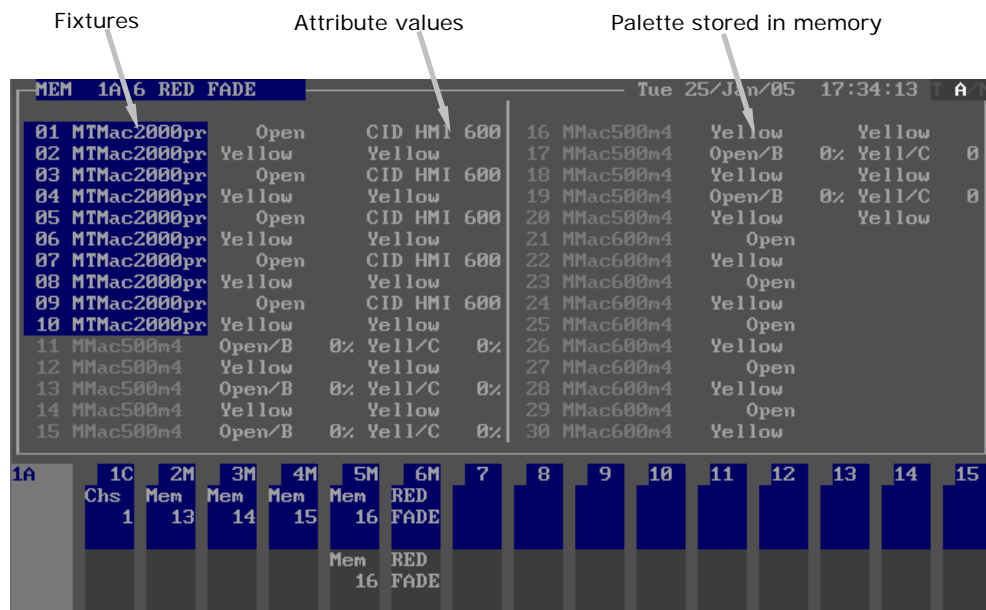 Fixtures Attribute values Palette stored in memory
MEM 1A 6 RED FADE Tue 25/Jan/05 17:34:13 A
01 MTMac2000pr Open CID HMI 600 16 MMac500m4 Yellow Yellow
02 MTMac2000pr Yellow Yellow 17 MMac500m4 Open/B 0% Yell/C 0
03 MTMac2000pr Open CID HMI 600 18 MMac500m4 Yellow Yellow
04 MTMac2000pr Yellow Yellow 19 MMac500m4 Open/B 0% Yell/C 0
05 MTMac2000pr Open CID HMI 600 20 MMac500m4 Yellow Yellow
06 MTMac2000pr Yellow Yellow 21 MMac600m4 Open
07 MTMac2000pr Open CID HMI 600 22 MMac600m4 Yellow
08 MTMac2000pr Yellow Yellow 23 MMac600m4 Open
09 MTMac2000pr Open CID HMI 600 24 MMac600m4 Yellow
10 MTMac2000pr Yellow Yellow 25 MMac600m4 Open
11 MMac500m4 Open/B 0% Yell/C 0% 26 MMac600m4 Yellow
12 MMac500m4 Yellow Yellow 27 MMac600m4 Open
13 MMac500m4 Open/B 0% Yell/C 0% 28 MMac600m4 Yellow
14 MMac500m4 Yellow Yellow 29 MMac600m4 Open
15 MMac500m4 Open/B 0% Yell/C 0% 30 MMac600m4 Yellow
1A 1C 2M 3M 4M 5M 6M 7 8 9 10 11 12 13 14 15
Chs Mem Mem Mem Mem RED
1 13 14 15 16 FADE
Mem RED
16 FADE